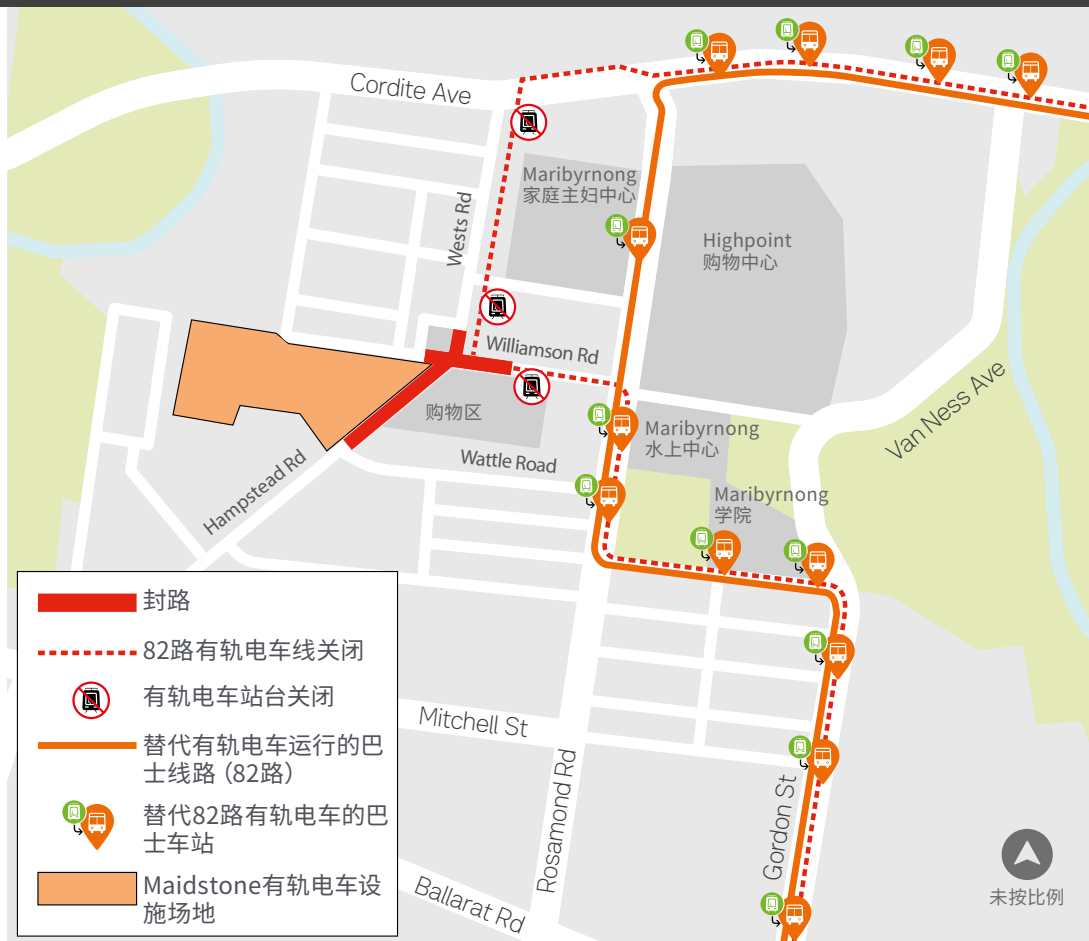 Cordite Ave
Wests Rd
Maribyrnong
家庭主妇中心
Highpoint
购物中心
Williamson Rd
购物区
Maribyrnong
水上中心
Van Ness Ave
Wattle Road
Maribyrnong
学院
Hampstead Rd
Mitchell St
Rosamond Rd
Gordon St
Ballarat Rd
封路
82路有轨电车线关闭
有轨电车站台关闭
替代有轨电车运行的巴
士线路（82路）
替代82路有轨电车的巴
士车站
Maidstone有轨电车设
施场地
未按比例